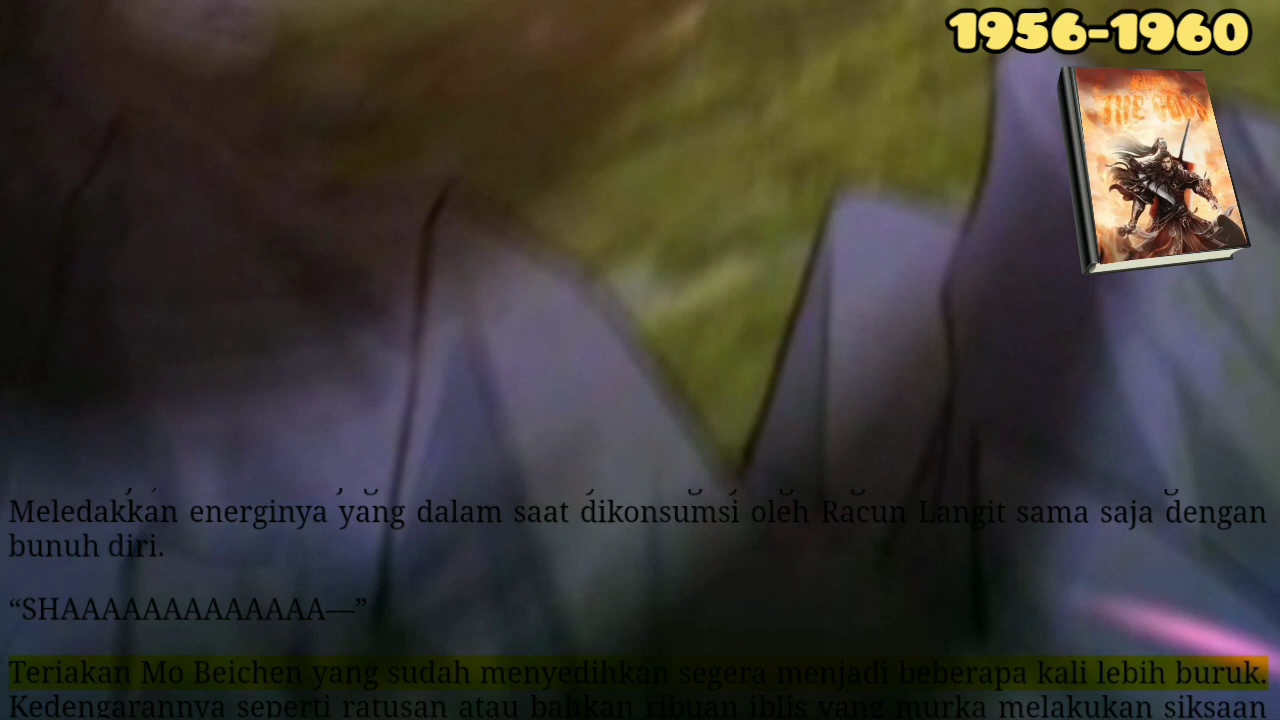 1956-1960
THE GODS
Meledakkan energinya yang dalam saat dikonsumsi oleh Racun Langit sama saja dengan
bunuh diri.
“SHAAAAAAAAAAAAA—”
Teriakan Mo Beichen yang sudah menyedihkan segera menjadi beberapa kali lebih buruk.
Kedengarannya seperti ratusan atau bahkan ribuan iblis yang murka melakukan siksaan